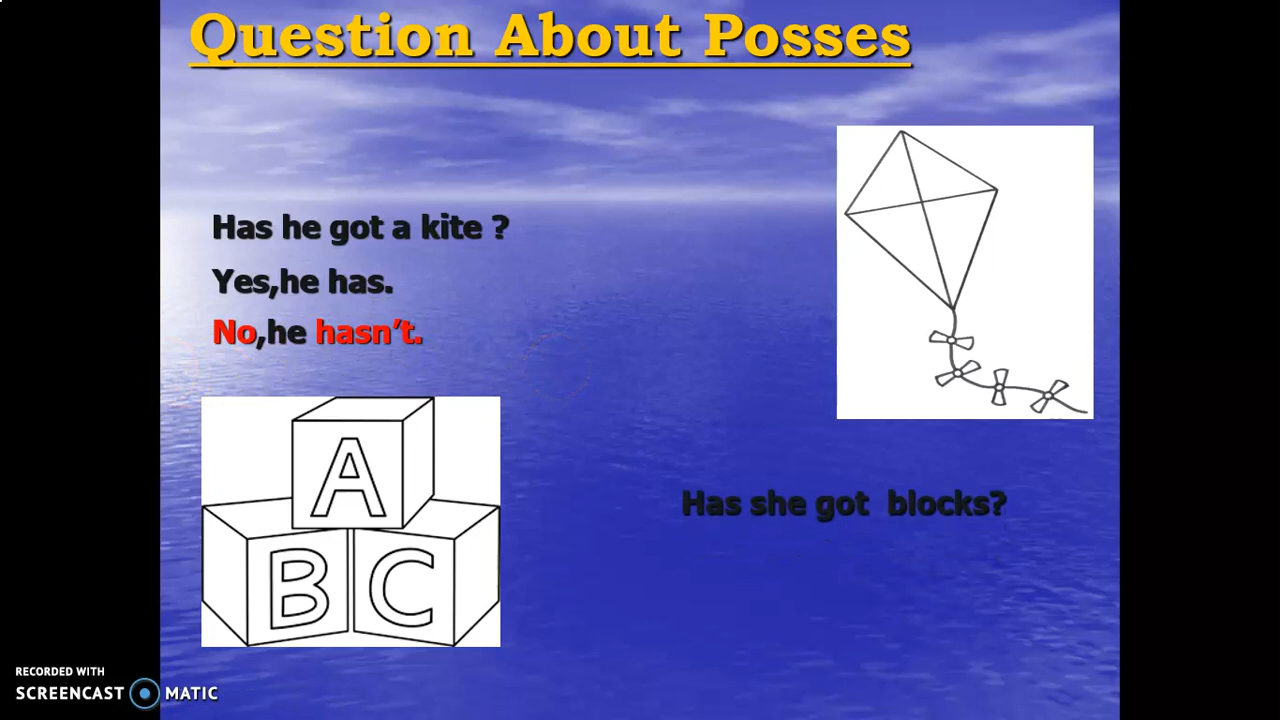 Question About Posses
Has he got a kite ?
Yes,he has.
No,he hasn’t.
A
B C
Has she got  blocks?
RECORDED WITH
SCREENCAST MATIC